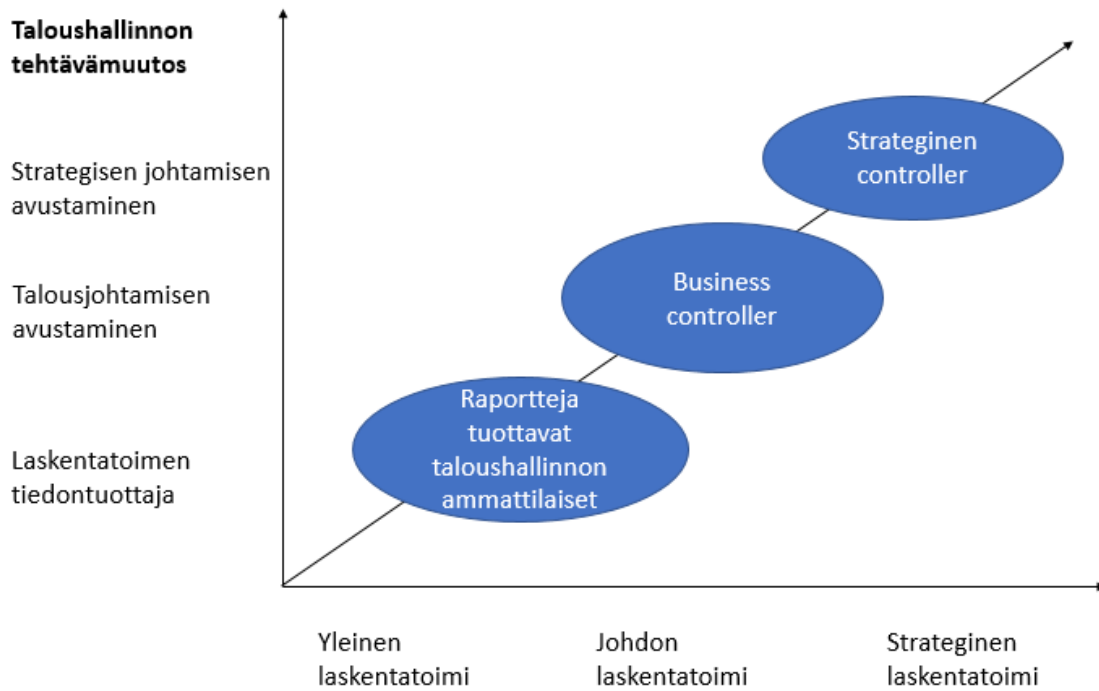 Taloushallinnon
tehtävämuutos
Strategisen johtamisen
avustaminen
Talousjohtamisen
avustaminen
Laskentatoimen
tiedontuottaja
Strateginen
controller
Business
controller
Raportteja
tuottavat
taloushallinnon
ammattilaiset
Yleinen
laskentatoimi
Johdon
laskentatoimi
Strateginen
laskentatoimi